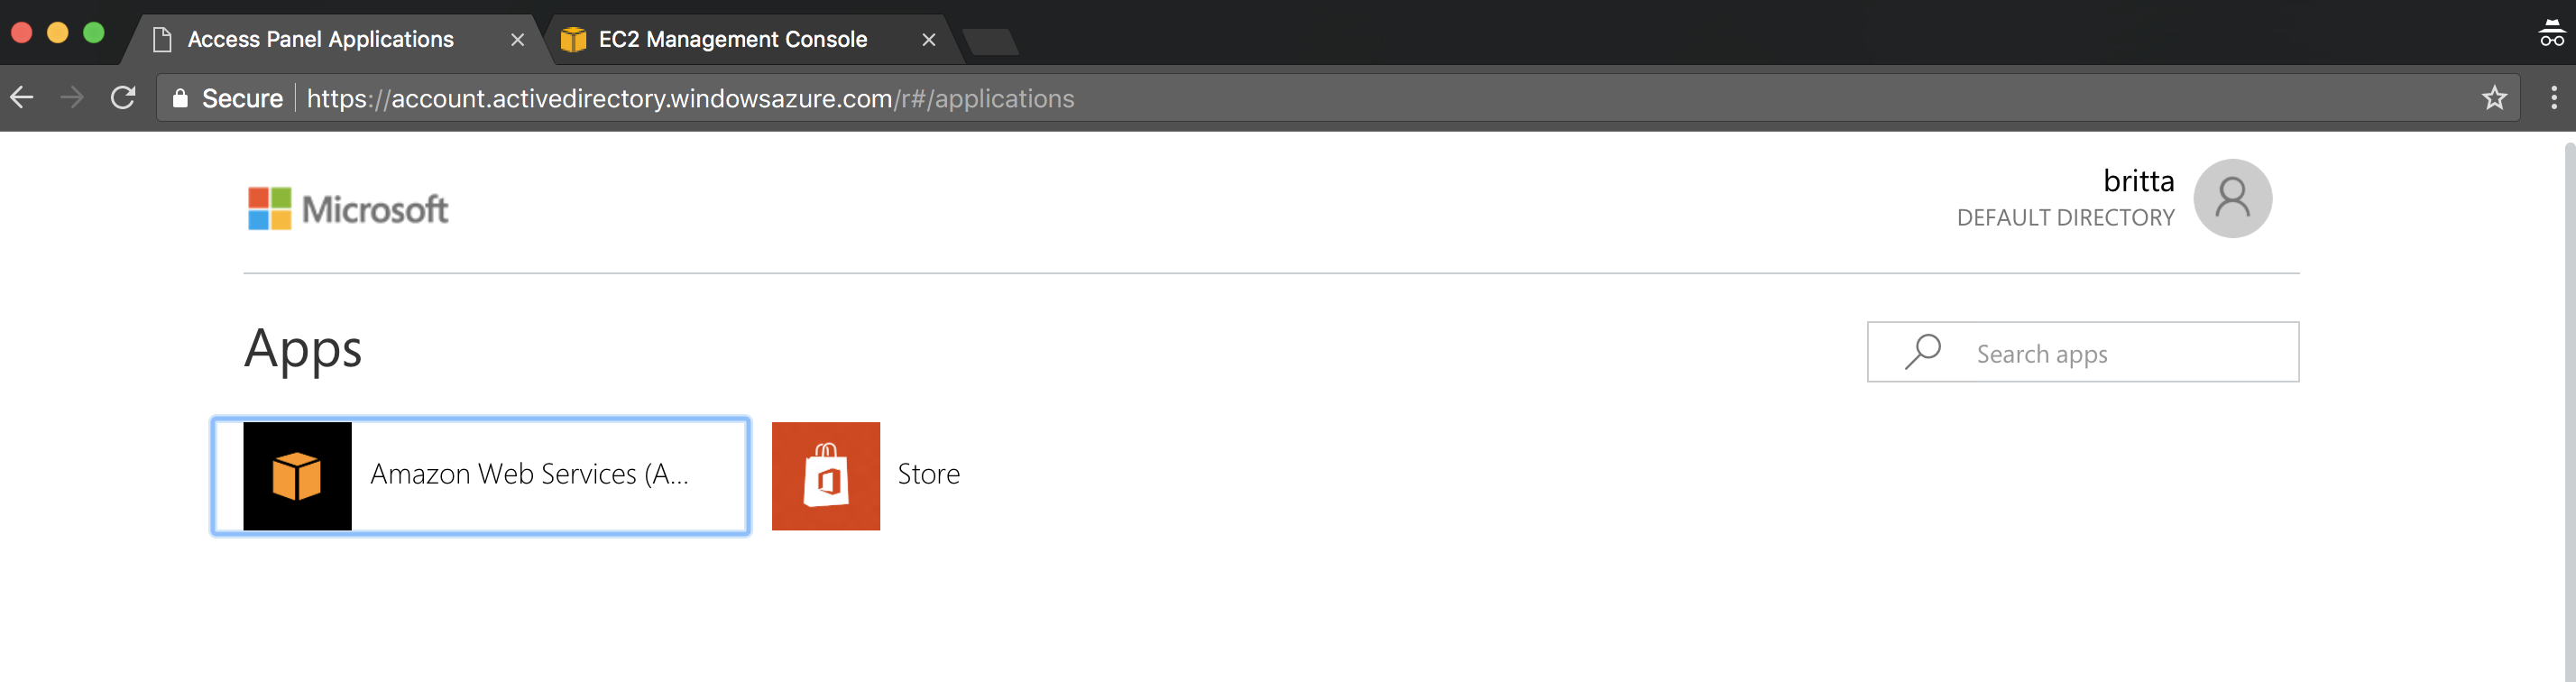 Access Panel Applications
EC2 Management Console
Secure https://account.activedirectory.windowsazure.com/r#/applications
Microsoft
britta
DEFAULT DIRECTORY
Apps
Search apps
Amazon Web Services (A...
Store